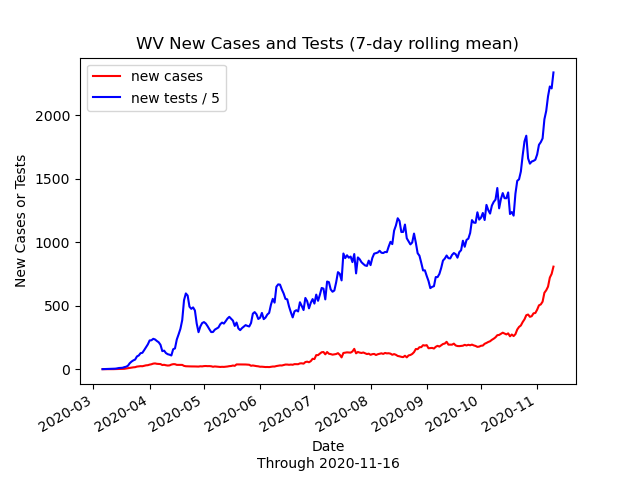 WV New Cases and Tests (7-day rolling mean)
new cases
new tests / 5
New Cases or Tests
2000
1500
1000
500
0
2020-03
2020-04
2020-05
2020-06
2020-07
2020-08
2020-09
2020-10
2020-11
Date
Through 2020-11-16